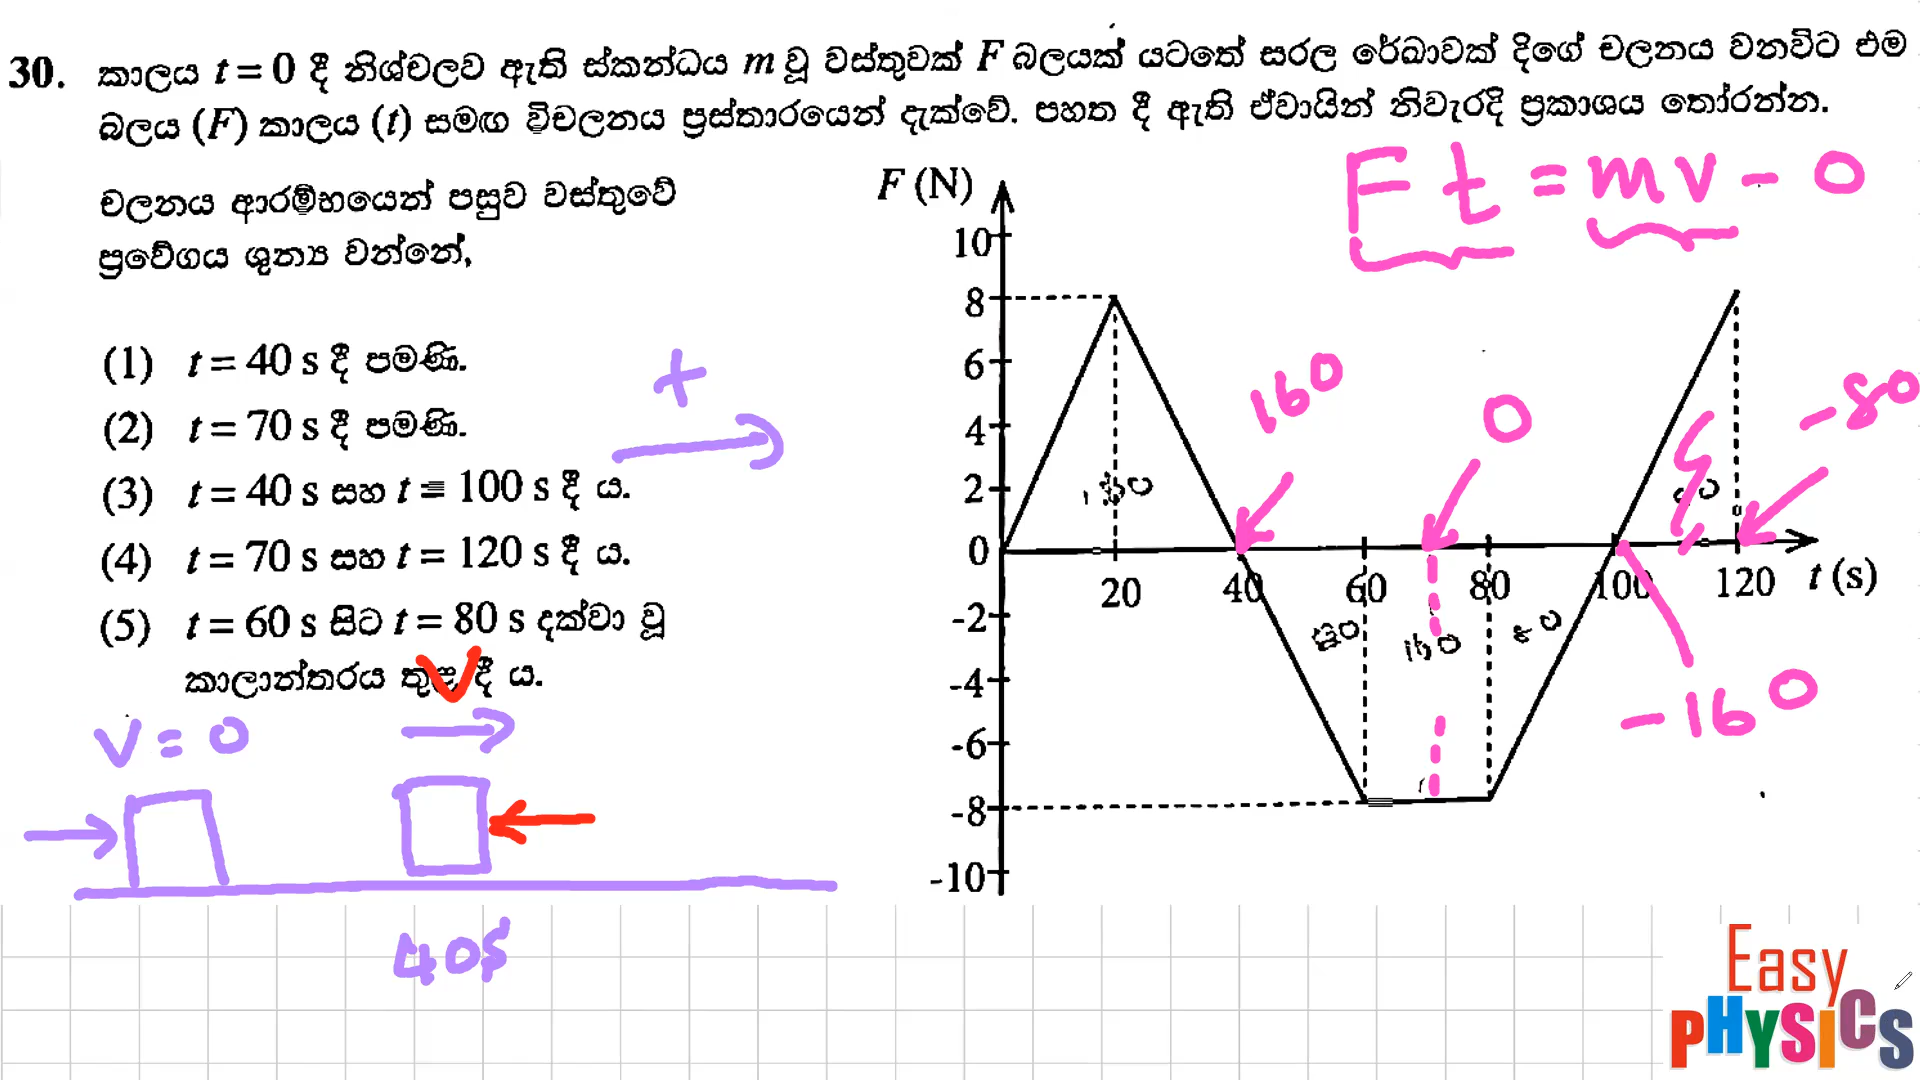 30. කාලය t = 0 දී නිශ්චලව ඇති ස්කන්ධය m වූ වස්තුවක් F බලයක් යටතේ සරල රේඛාවක් දිගේ චලනය වනවිට එම
බලය (F) කාලය (t) සමඟ විචලනය ප්‍රස්තාරයෙන් දැක්වේ. පහත දී ඇති ඒවායින් නිවැරදි ප්‍රකාශය තෝරන්න.
චලනය ආරම්භයෙන් පසුව වස්තුවේ
ප්‍රවේගය ශුන්‍ය වන්නේ,
(1) t = 40 s දී පමණි.
(2) t = 70 s දී පමණි.
(3) t = 40 s සහ t = 100 s දී ය.
(4) t = 70 s සහ t = 120 s දී ය.
(5) t = 60 s සිට t = 80 s දක්වා වූ
කාලාන්තරය තුළ දී ය.
V
V = 0
+
40s
Ft = mv - 0
F (N)
10
8
6
4
2
0
-2
-4
-6
-8
-10
20
40
60
80
100
120
t (s)
160
0
-80
-160
80
160
80
Easy
PHYSICS